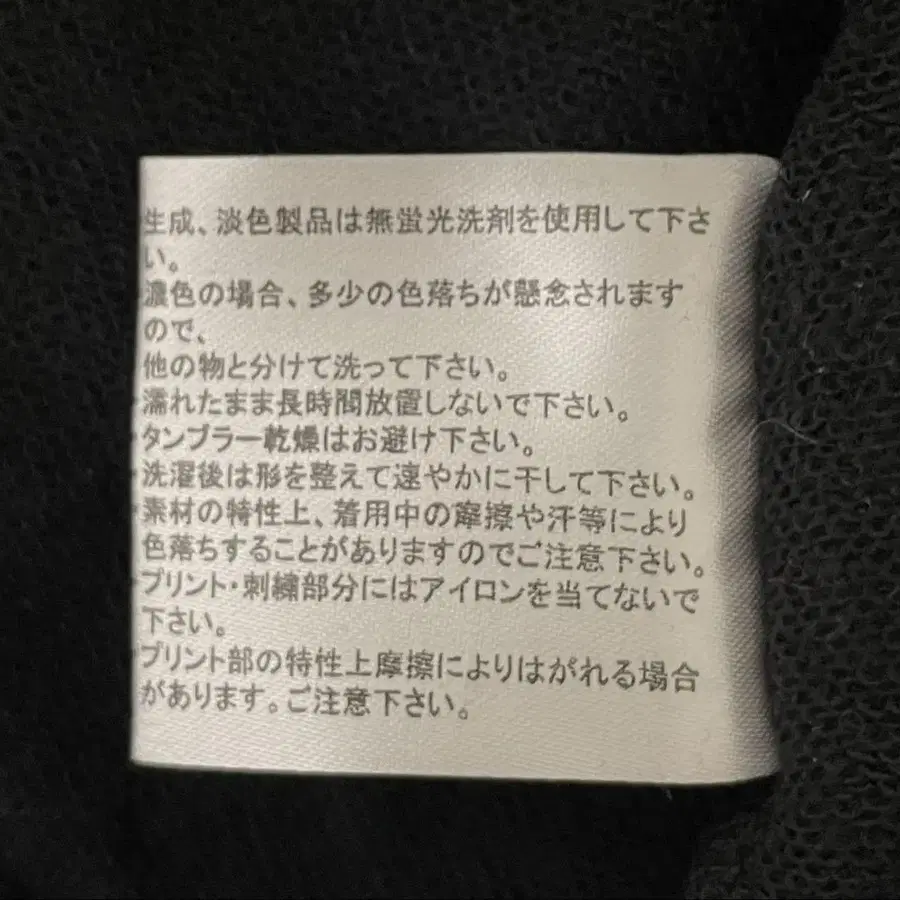 生成、淡色製品は無蛍光洗剤を使用して下さ
い。
濃色の場合、多少の色落ちが懸念されます
ので、
他の物と分けて洗って下さい。
・濡れたまま長時間放置しないで下さい。
・タンブラー乾燥はお避け下さい。
・洗濯後は形を整えて速やかに干して下さい。
・素材の特性上、着用中の摩擦や汗等により
色落ちすることがありますのでご注意下さい。
・プリント・刺繍部分にはアイロンを当てないで
下さい。
・プリント部の特性上摩擦によりはがれる場合
があります。ご注意下さい。